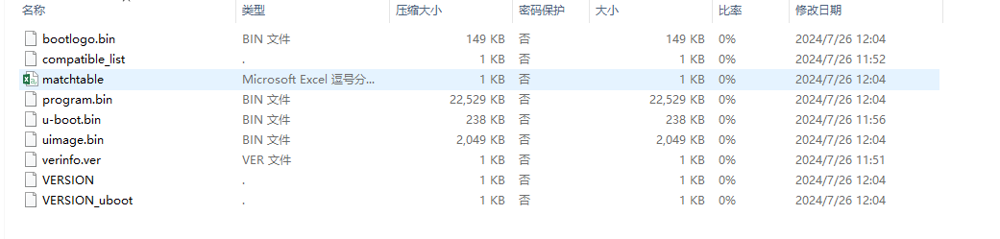 名称 类型 压缩大小 密码保护 大小 比率 修改日期
bootlogo.bin BIN 文件 149 KB 否 149 KB 0% 2024/7/26 12:04
compatible_list . 1 KB 否 1 KB 0% 2024/7/26 11:52
matchtable Microsoft Excel 逗号分... 1 KB 否 1 KB 0% 2024/7/26 12:04
program.bin BIN 文件 22,529 KB 否 22,529 KB 0% 2024/7/26 12:04
u-boot.bin BIN 文件 238 KB 否 238 KB 0% 2024/7/26 11:56
uimage.bin BIN 文件 2,049 KB 否 2,049 KB 0% 2024/7/26 12:04
verinfo.ver VER 文件 1 KB 否 1 KB 0% 2024/7/26 11:51
VERSION . 1 KB 否 1 KB 0% 2024/7/26 12:04
VERSION_uboot . 1 KB 否 1 KB 0% 2024/7/26 12:04